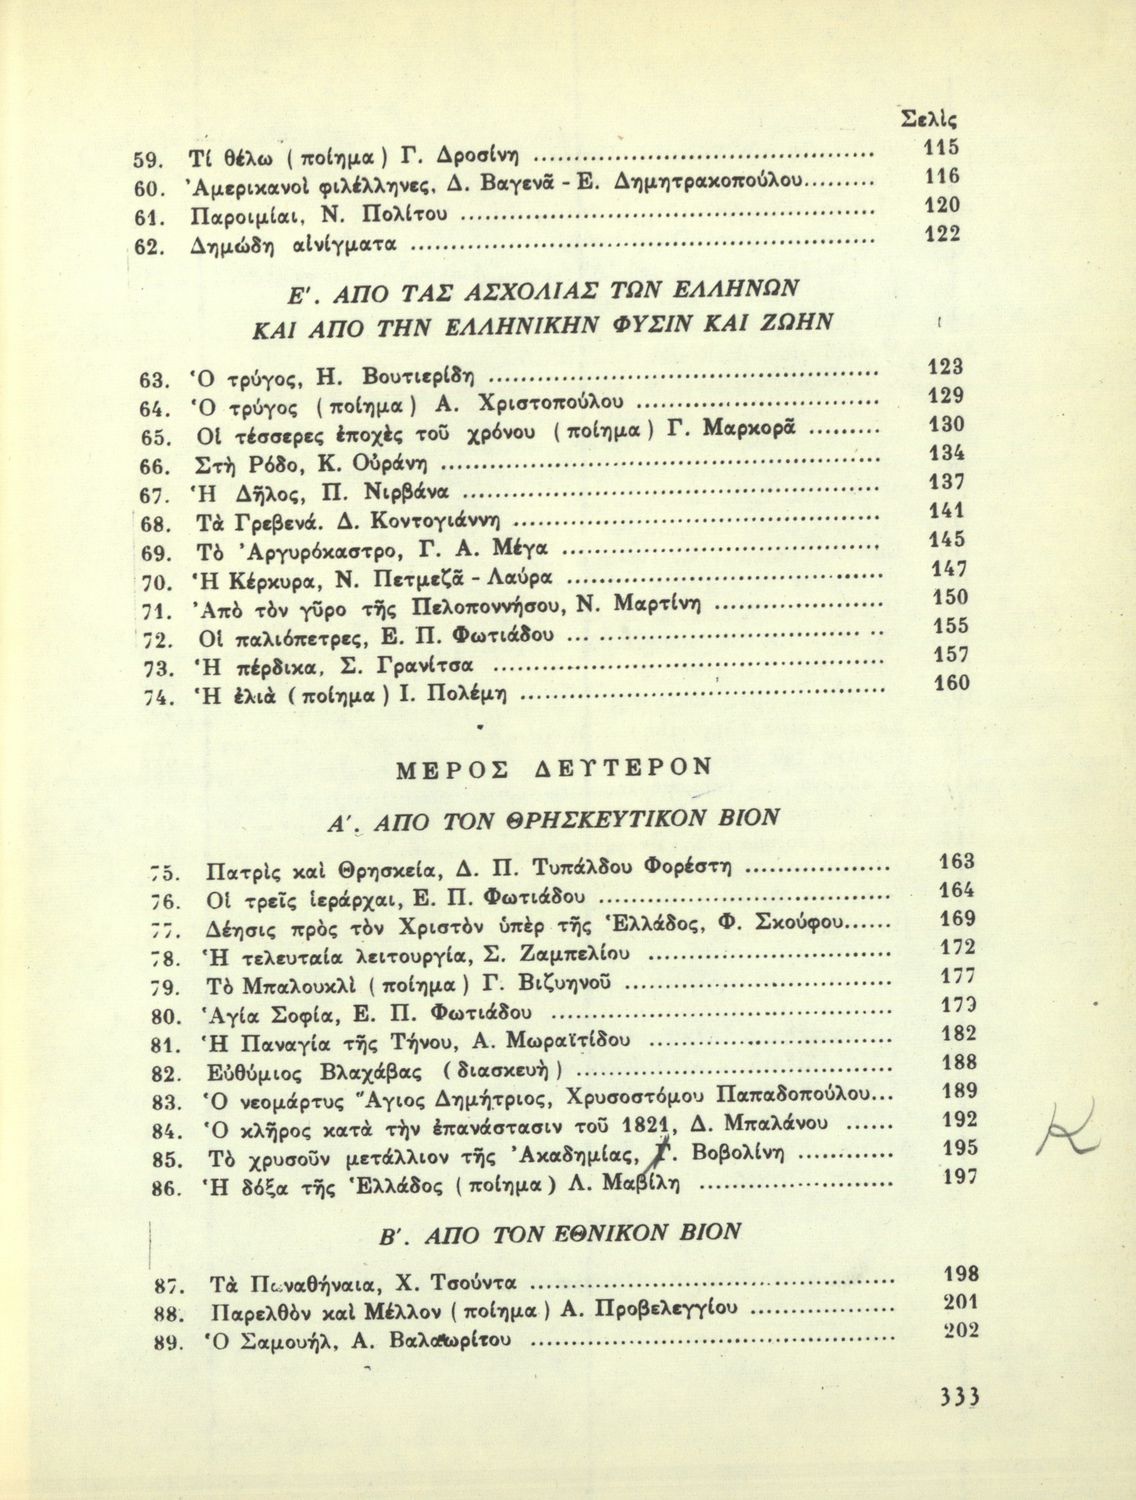 Σελὶς
59. Τί θέλω ( ποίημα ) Γ. Δροσίνη ........................................ 115
60. Ἀμερικανοὶ φιλέλληνες, Δ. Βαγενᾶ - Ε. Δημητρακοπούλου......... 116
61. Παροιμίαι, Ν. Πολίτου ........................................ 120
62. Δημώδη αἰνίγματα ........................................ 122
Ε'. ΑΠΟ ΤΑΣ ΑΣΧΟΛΙΑΣ ΤΩΝ ΕΛΛΗΝΩΝ
ΚΑΙ ΑΠΟ ΤΗΝ ΕΛΛΗΝΙΚΗΝ ΦΥΣΙΝ ΚΑΙ ΖΩΗΝ
63. Ὁ τρύγος, Η. Βουτιερίδη ........................................ 123
64. Ὁ τρύγος ( ποίημα ) Α. Χριστοπούλου .............................. 129
65. Οἱ τέσσερες ἐποχὲς τοῦ χρόνου ( ποίημα ) Γ. Μαρκορᾶ ......... 130
66. Στὴ Ρόδο, Κ. Οὐράνη ........................................ 134
67. Ἡ Δῆλος, Π. Νιρβάνα ........................................ 137
68. Τὰ Γρεβενά. Δ. Κοντογιάννη ........................................ 141
69. Τὸ Ἀργυρόκαστρο, Γ. Α. Μέγα ................................... 145
70. Ἡ Κέρκυρα, Ν. Πετμεζᾶ - Λαύρα ................................... 147
71. Ἀπὸ τὸν γῦρο τῆς Πελοποννήσου, Ν. Μαρτίνη .................... 150
72. Οἱ παλιόπετρες, Ε. Π. Φωτιάδου ................................... 155
73. Ἡ πέρδικα, Σ. Γρανίτσα ........................................ 157
74. Ἡ ἐλιὰ ( ποίημα ) Ι. Πολέμη ........................................ 160
ΜΕΡΟΣ ΔΕΥΤΕΡΟΝ
Α'. ΑΠΟ ΤΟΝ ΘΡΗΣΚΕΥΤΙΚΟΝ ΒΙΟΝ
75. Πατρὶς καὶ Θρησκεία, Δ. Π. Τυπάλδου Φορέστη .................. 163
76. Οἱ τρεῖς ἱεράρχαι, Ε. Π. Φωτιάδου .............................. 164
77. Δέησις πρὸς τὸν Χριστὸν ὑπὲρ τῆς Ἑλλάδος, Φ. Σκούφου...... 169
78. Ἡ τελευταία λειτουργία, Σ. Ζαμπελίου ......................... 172
79. Τὸ Μπαλουκλὶ ( ποίημα ) Γ. Βιζυηνοῦ ............................ 177
80. Ἁγία Σοφία, Ε. Π. Φωτιάδου ................................... 179
81. Ἡ Παναγία τῆς Τήνου, Α. Μωραϊτίδου ......................... 182
82. Εὐθύμιος Βλαχάβας ( διασκευὴ ) .................................. 188
83. Ὁ νεομάρτυς Ἅγιος Δημήτριος, Χρυσοστόμου Παπαδοπούλου... 189
84. Ὁ κλῆρος κατὰ τὴν ἐπανάστασιν τοῦ 1821, Δ. Μπαλάνου ...... 192
85. Τὸ χρυσοῦν μετάλλιον τῆς Ἀκαδημίας, Γ. Βοβολίνη ............ 195
86. Ἡ δόξα τῆς Ἑλλάδος ( ποίημα ) Λ. Μαβίλη ........................ 197
Β'. ΑΠΟ ΤΟΝ ΕΘΝΙΚΟΝ ΒΙΟΝ
87. Τὰ Παναθήναια, Χ. Τσούντα ........................................ 198
88. Παρελθὸν καὶ Μέλλον ( ποίημα ) Α. Προβελεγγίου .................. 201
89. Ὁ Σαμουήλ, Α. Βαλαωρίτου ........................................ 202
333
Κ